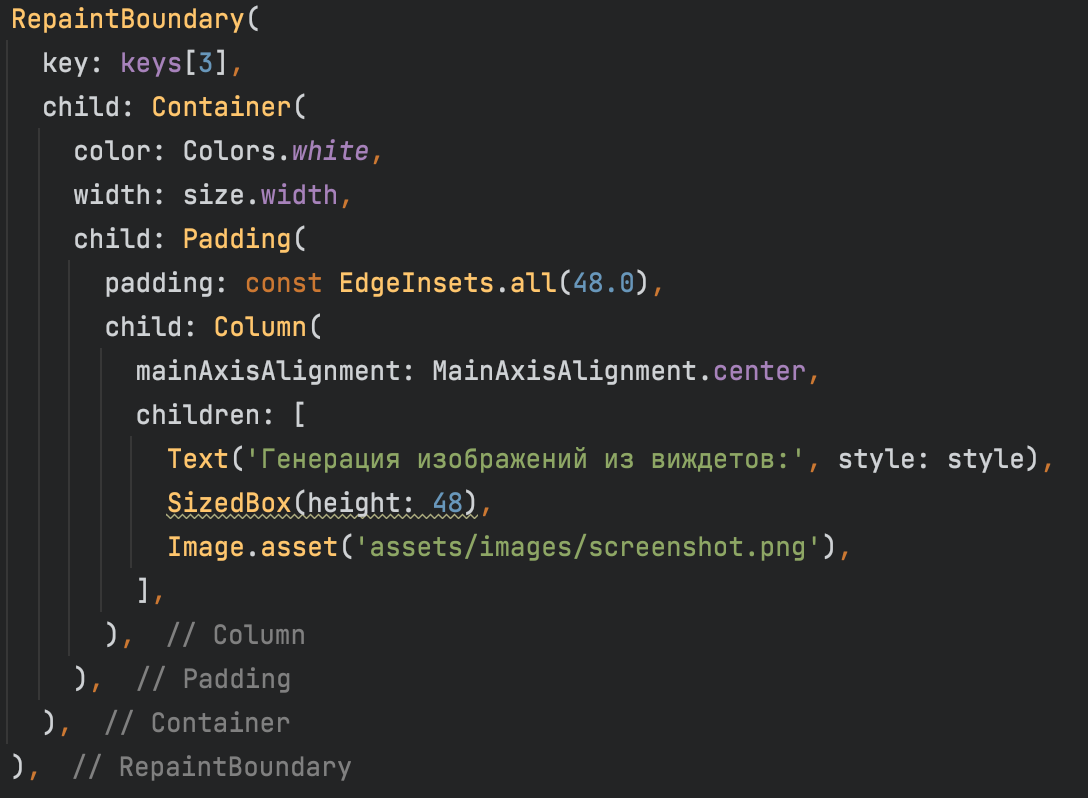 RepaintBoundary(
key: keys[3],
child: Container(
color: Colors.white,
width: size.width,
child: Padding(
padding: const EdgeInsets.all(48.0),
child: Column(
mainAxisAlignment: MainAxisAlignment.center,
children: [
Text('Генерация изображений из виждетов:', style: style),
SizedBox(height: 48),
Image.asset('assets/images/screenshot.png'),
],
), // Column
), // Padding
), // Container
), // RepaintBoundary